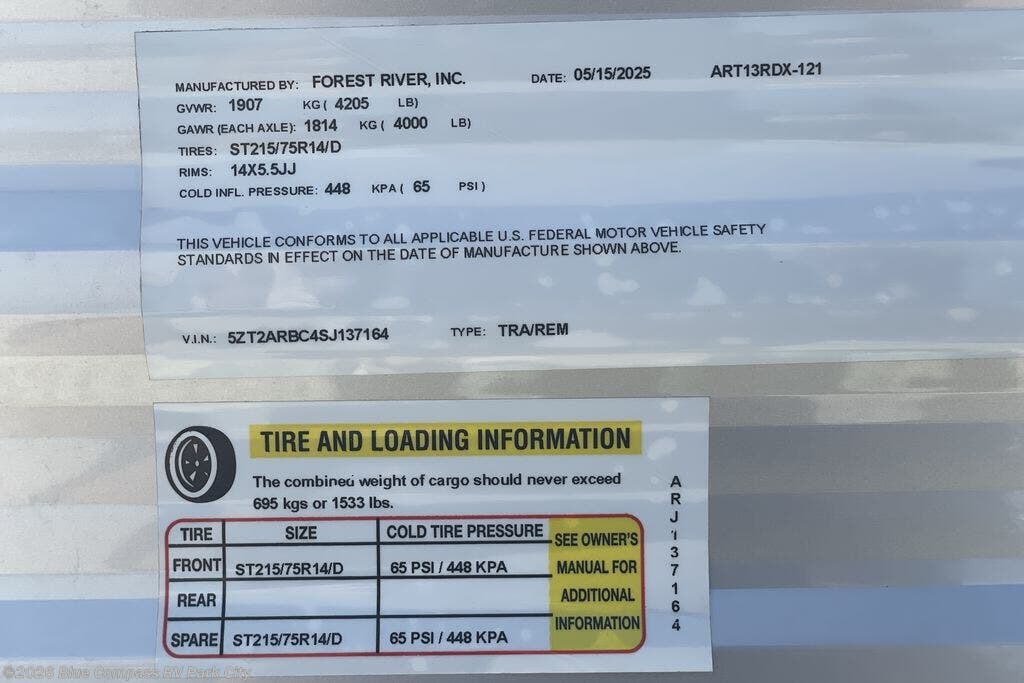 MANUFACTURED BY: FOREST RIVER, INC. DATE: 05/15/2025 ART13RDX-121
GVWR: 1907 KG ( 4205 LB)
GAWR (EACH AXLE): 1814 KG ( 4000 LB)
TIRES: ST215/75R14/D
RIMS: 14X5.5JJ
COLD INFL. PRESSURE: 448 KPA ( 65 PSI )
THIS VEHICLE CONFORMS TO ALL APPLICABLE U.S. FEDERAL MOTOR VEHICLE SAFETY
STANDARDS IN EFFECT ON THE DATE OF MANUFACTURE SHOWN ABOVE.
V.I.N.: 5ZT2ARBC4SJ137164 TYPE: TRA/REM
TIRE AND LOADING INFORMATION
The combined weight of cargo should never exceed
695 kgs or 1533 lbs.
TIRE SIZE COLD TIRE PRESSURE
FRONT ST215/75R14/D 65 PSI / 448 KPA
REAR
SPARE ST215/75R14/D 65 PSI / 448 KPA
SEE OWNER'S
MANUAL FOR
ADDITIONAL
INFORMATION
ARJ137164
©2026 Blue Compass RV Park City